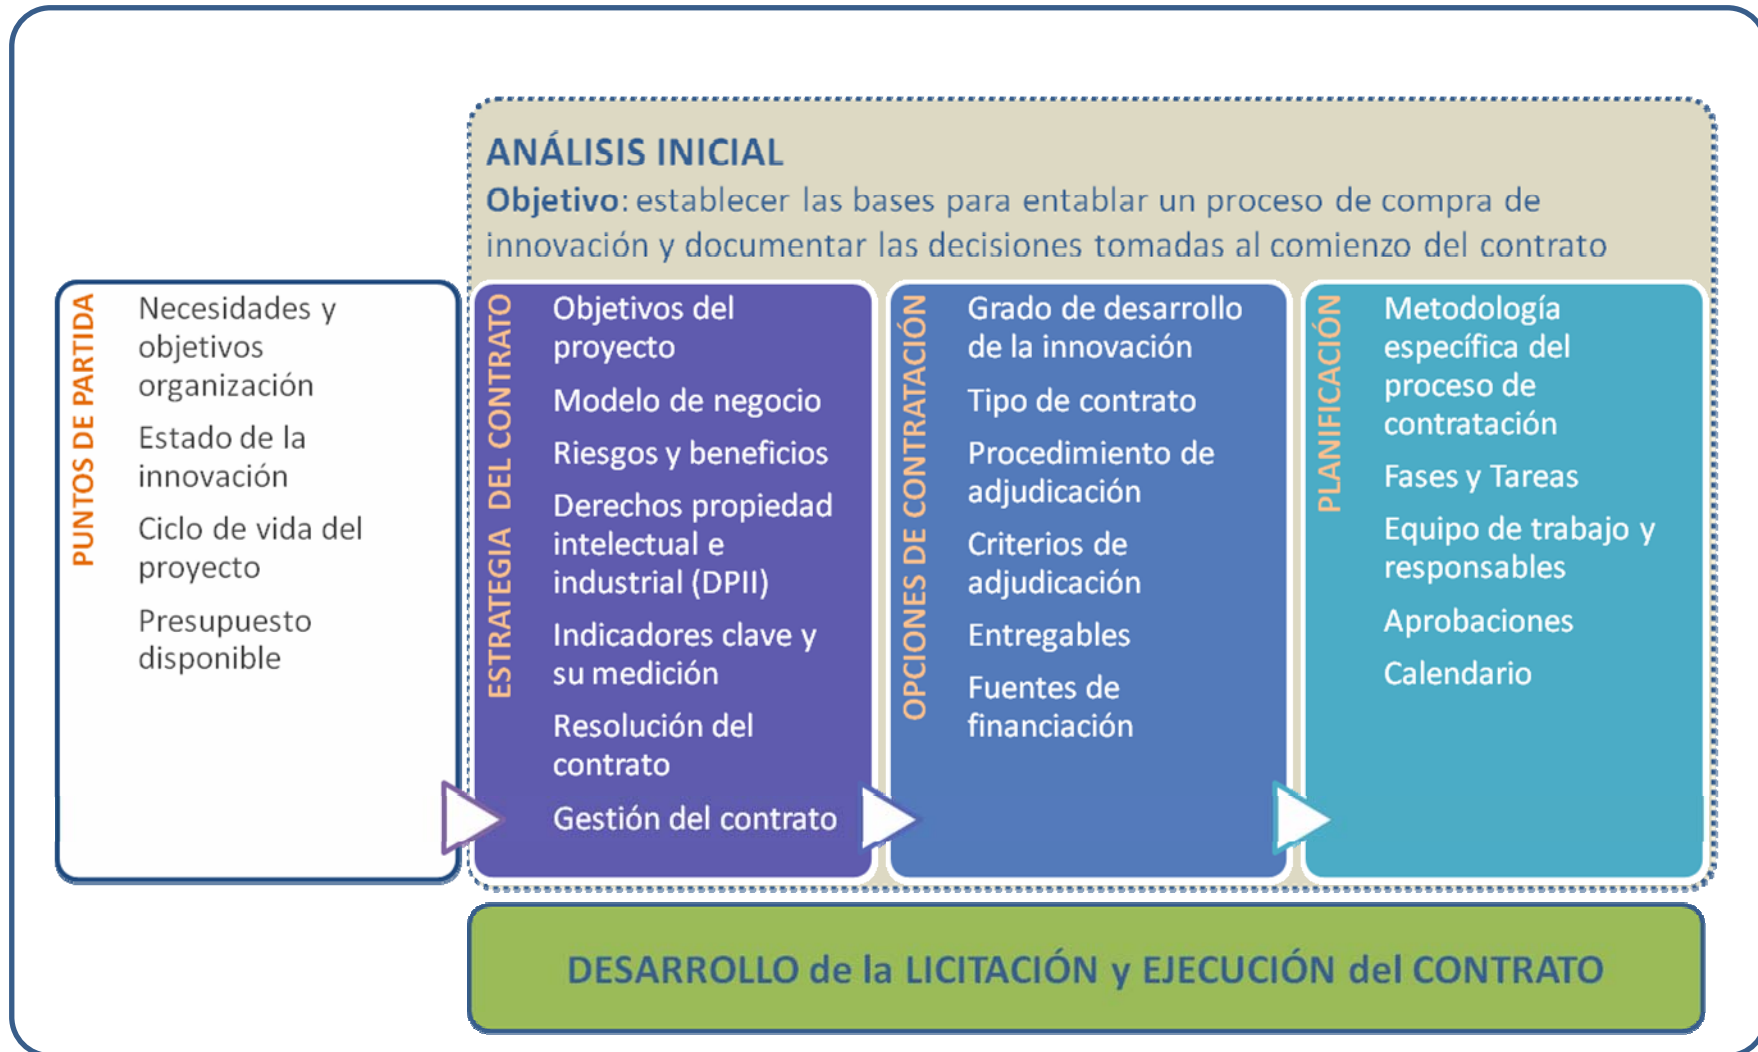 ANÁLISIS INICIAL
Objetivo: establecer las bases para entablar un proceso de compra de
innovación y documentar las decisiones tomadas al comienzo del contrato
PUNTOS DE PARTIDA
Necesidades y
objetivos
organización
Estado de la
innovación
Ciclo de vida del
proyecto
Presupuesto
disponible
ESTRATEGIA DEL CONTRATO
Objetivos del
proyecto
Modelo de negocio
Riesgos y beneficios
Derechos propiedad
intelectual e
industrial (DPII)
Indicadores clave y
su medición
Resolución del
contrato
Gestión del contrato
OPCIONES DE CONTRATACIÓN
Grado de desarrollo
de la innovación
Tipo de contrato
Procedimiento de
adjudicación
Criterios de
adjudicación
Entregables
Fuentes de
financiación
PLANIFICACIÓN
Metodología
específica del
proceso de
contratación
Fases y Tareas
Equipo de trabajo y
responsables
Aprobaciones
Calendario
DESARROLLO de la LICITACIÓN y EJECUCIÓN del CONTRATO